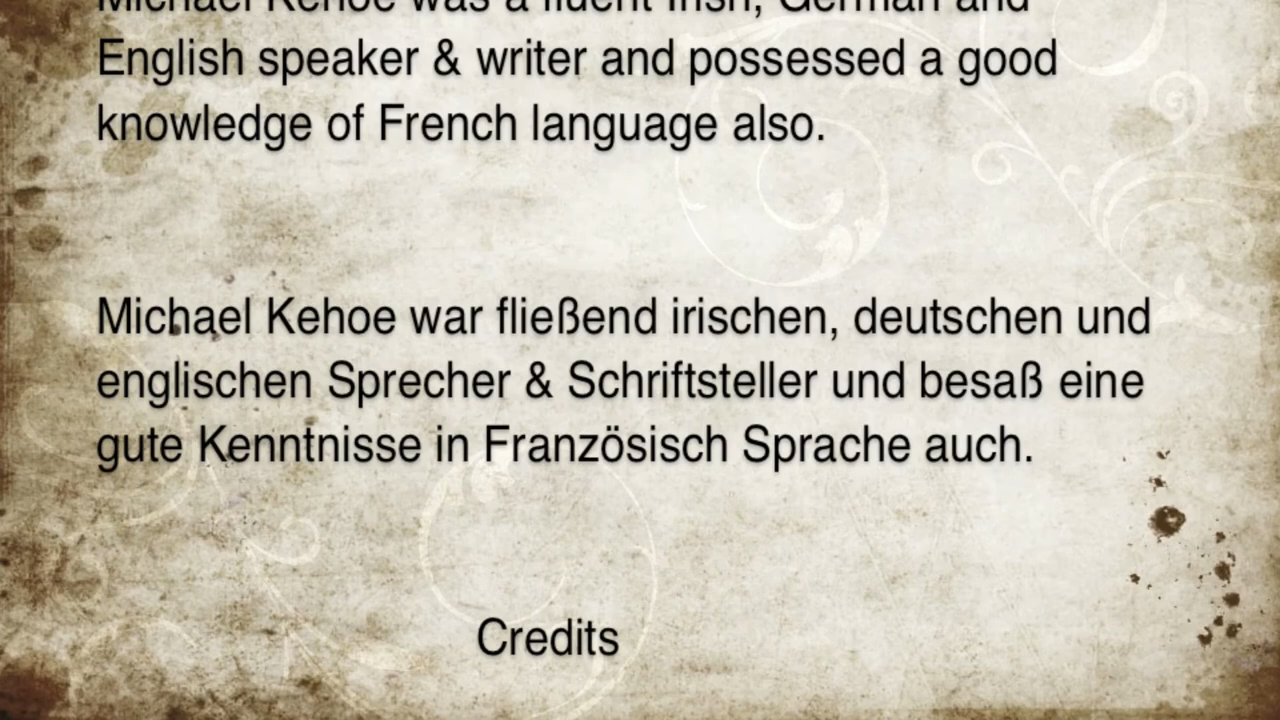 Michael Kehoe was a fluent Irish, German and
English speaker & writer and possessed a good
knowledge of French language also.
Michael Kehoe war fließend irischen, deutschen und
englischen Sprecher & Schriftsteller und besaß eine
gute Kenntnisse in Französisch Sprache auch.
Credits